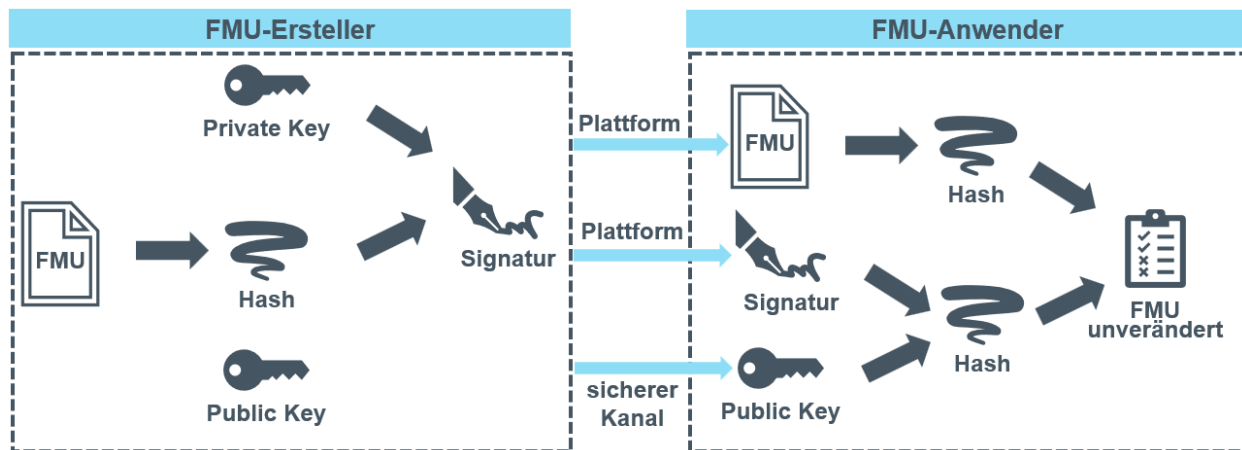 FMU-Ersteller
Private Key
FMU
Hash
Signatur
Public Key
Plattform
Plattform
sicherer
Kanal
FMU-Anwender
FMU
Hash
Signatur
Hash
Public Key
FMU
unverändert